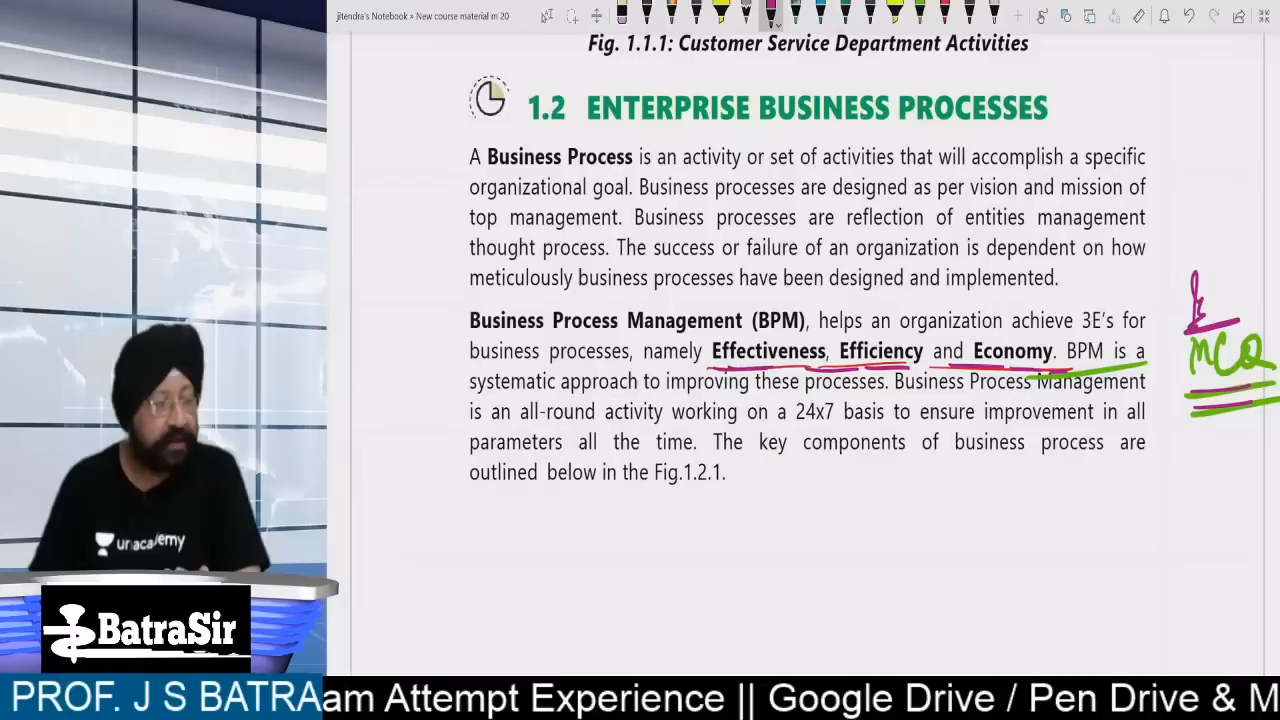 jitendra's Notebook » New course material m 20
Fig. 1.1.1: Customer Service Department Activities
1.2 ENTERPRISE BUSINESS PROCESSES
A Business Process is an activity or set of activities that will accomplish a specific
organizational goal. Business processes are designed as per vision and mission of
top management. Business processes are reflection of entities management
thought process. The success or failure of an organization is dependent on how
meticulously business processes have been designed and implemented.
Business Process Management (BPM), helps an organization achieve 3E's for
business processes, namely Effectiveness, Efficiency and Economy. BPM is a
systematic approach to improving these processes. Business Process Management
is an all-round activity working on a 24x7 basis to ensure improvement in all
parameters all the time. The key components of business process are
outlined below in the Fig.1.2.1.
MCQ
unacademy
BatraSir
PROF. J S BATRA am Attempt Experience || Google Drive / Pen Drive & M